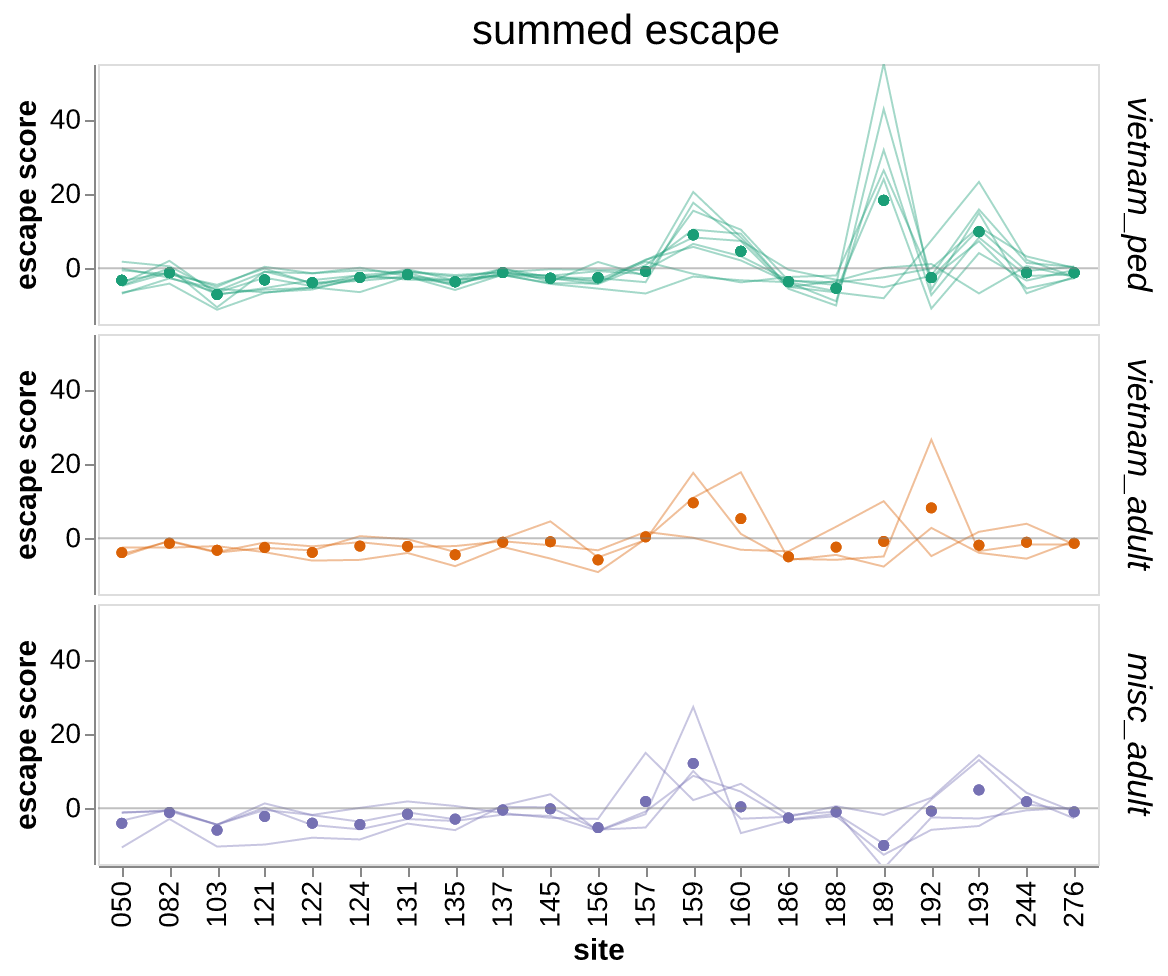 summed escape
escape score
40
20
0
vietnam_ped
escape score
40
20
0
vietnam_adult
escape score
40
20
0
misc_adult
050 082 103 121 122 124 131 135 137 145 156 157 159 160 186 188 189 192 193 244 276
site